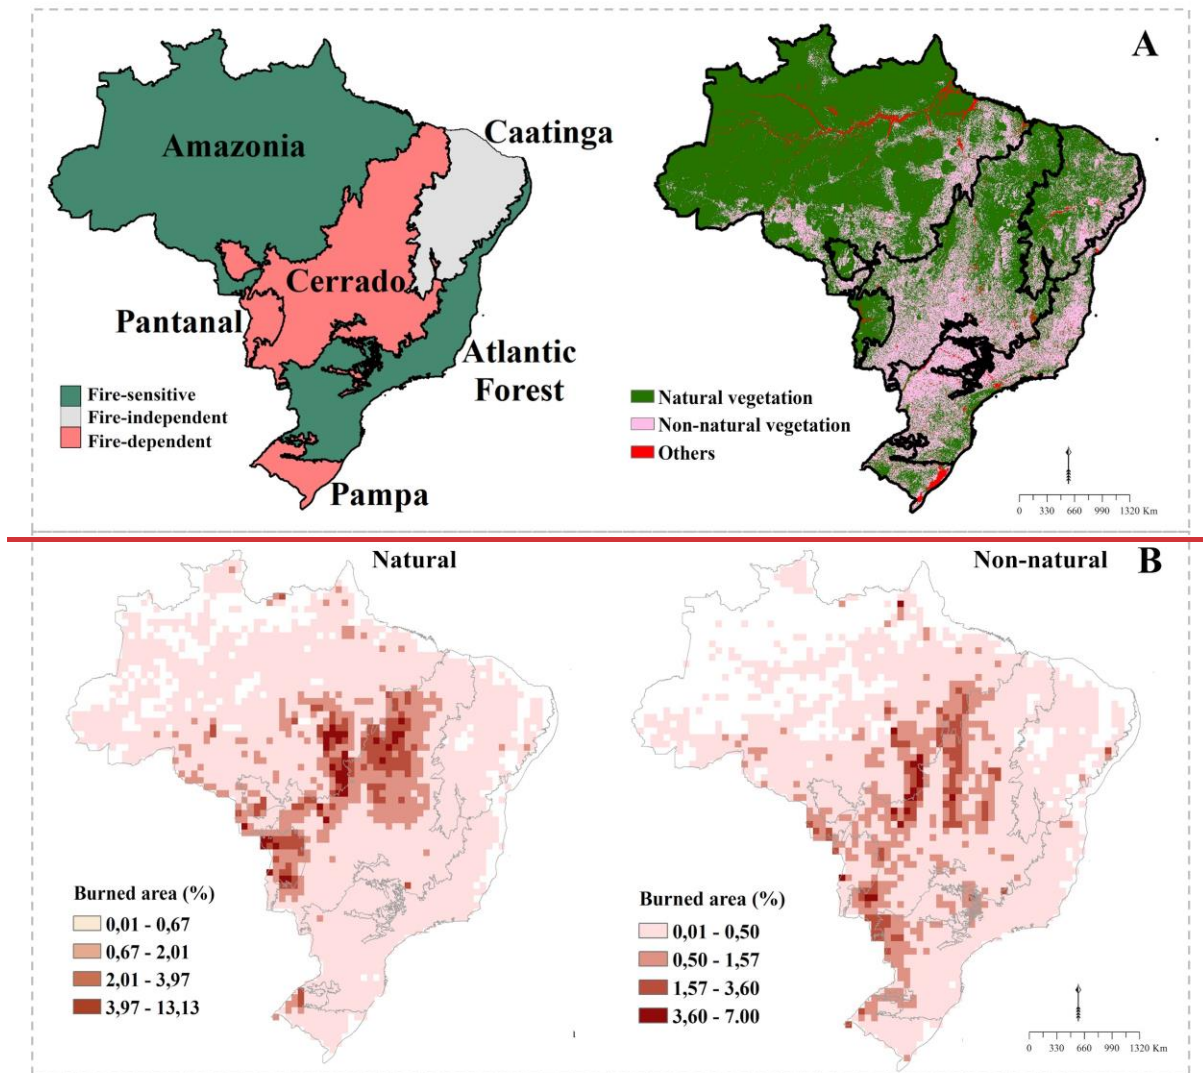 A
Amazonia
Caatinga
Cerrado
Pantanal
Atlantic
Forest
Pampa
Fire-sensitive
Fire-independent
Fire-dependent
Natural vegetation
Non-natural vegetation
Others
0 330 660 990 1320 Km
Natural
Non-natural
B
Burned area (%)
0,01 - 0,67
0,67 - 2,01
2,01 - 3,97
3,97 - 13,13
Burned area (%)
0,01 - 0,50
0,50 - 1,57
1,57 - 3,60
3,60 - 7.00
0 330 660 990 1320 Km